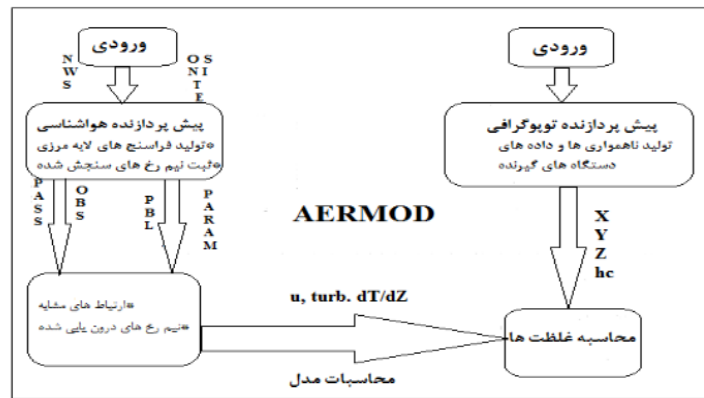 ورودی
NWS
ONSITE
پیش پردازنده هواشناسی
*تولید فراسنج های لایه مرزی
*ثبت نیم رخ های سنجش شده
PASS
OBS
PBL
PARAM
*ارتباط های مشابه
*نیم رخ های درون یابی شده
AERMOD
u, turb. dT/dZ
محاسبات مدل
ورودی
پیش پردازنده توپوگرافی
تولید ناهمواری ها و داده های
دستگاه های گیرنده
X
Y
Z
hc
محاسبه غلظت ها